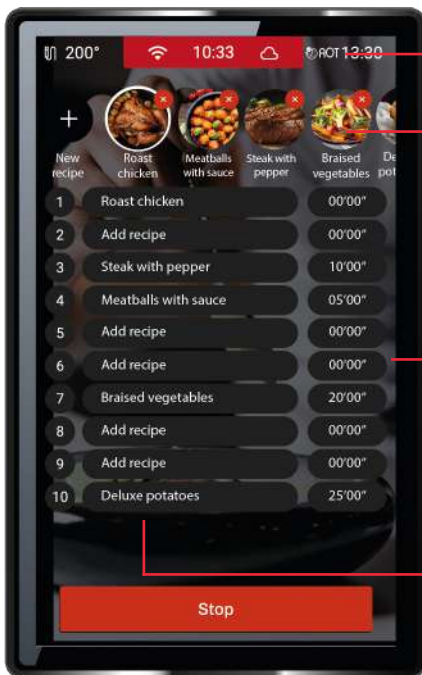 200° 10:33 AOT 13:30
New recipe
Roast chicken
Meatballs with sauce
Steak with pepper
Braised vegetables
De
pot
1 Roast chicken 00'00"
2 Add recipe 00'00"
3 Steak with pepper 10'00"
4 Meatballs with sauce 05'00"
5 Add recipe 00'00"
6 Add recipe 00'00"
7 Braised vegetables 20'00"
8 Add recipe 00'00"
9 Add recipe 00'00"
10 Deluxe potatoes 25'00"
Stop